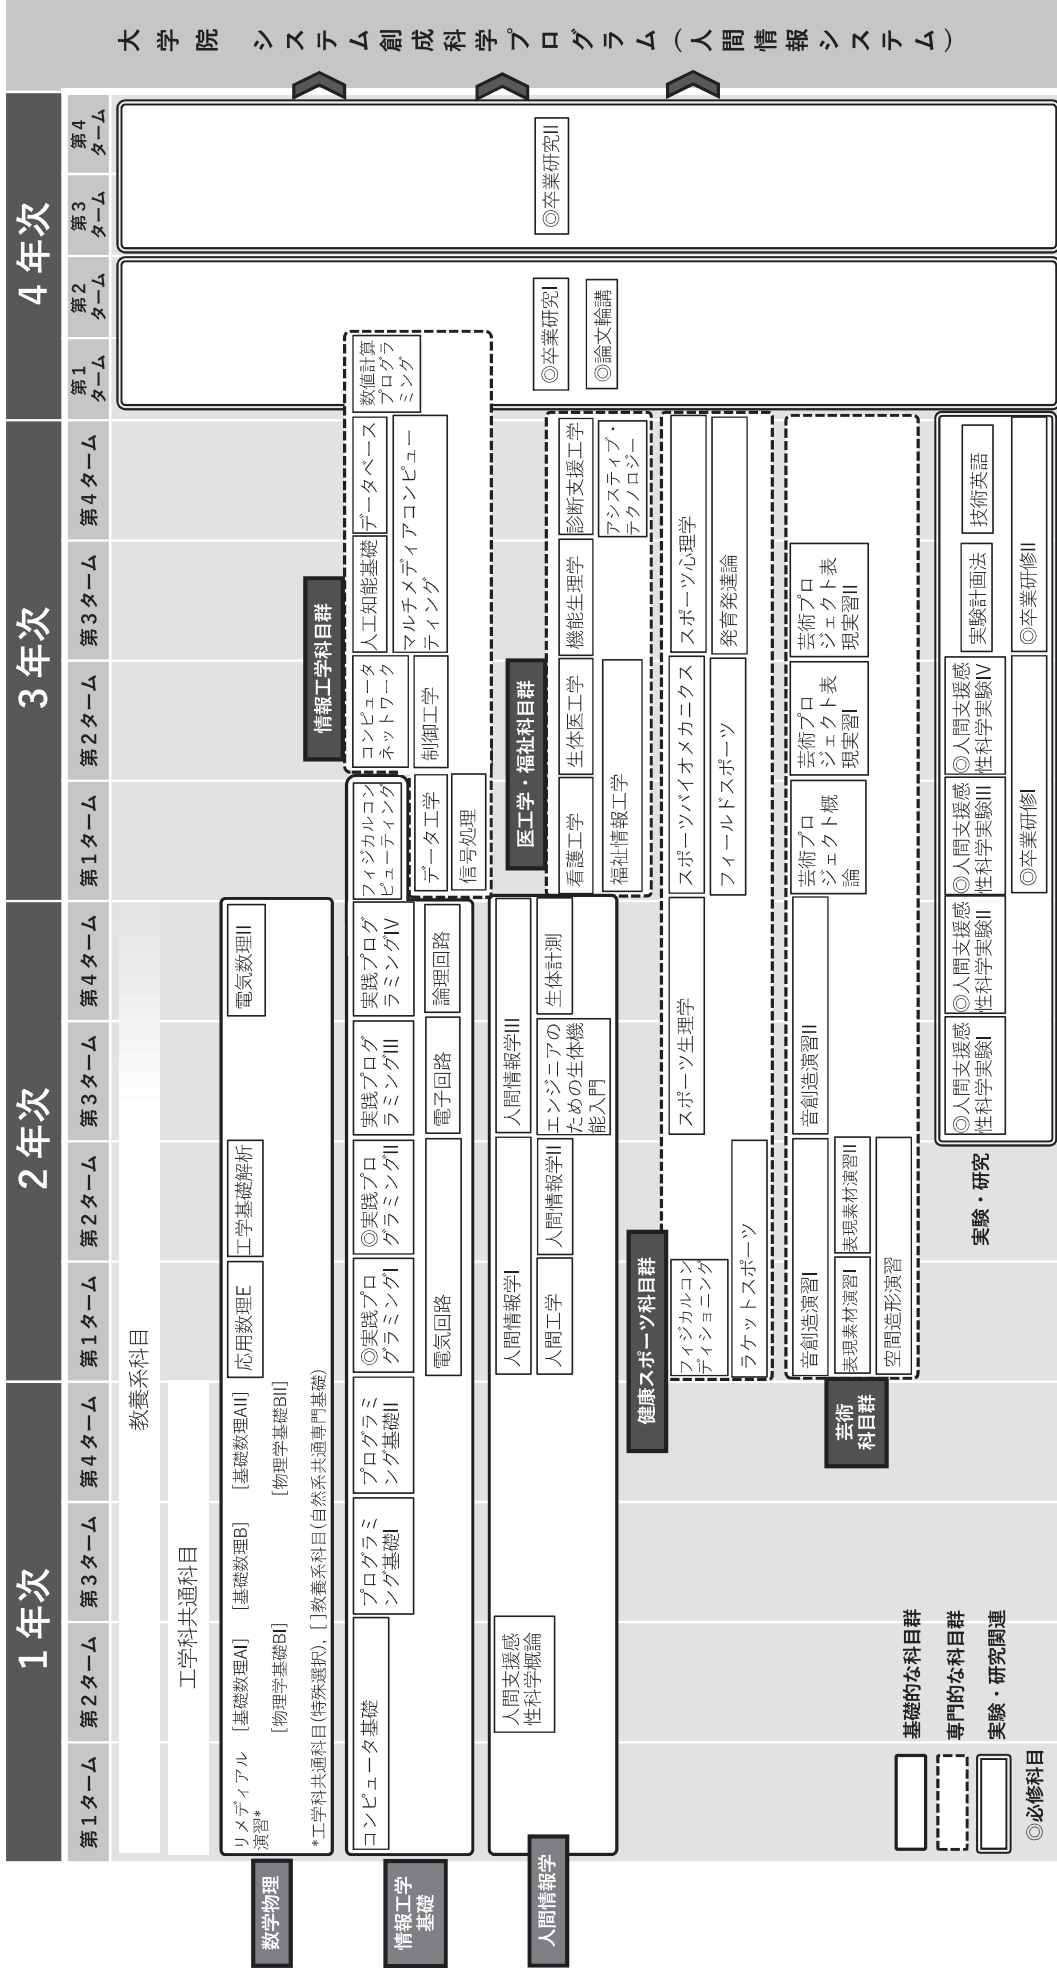 1年次
2年次
3年次
4年次
第1ターム
第2ターム
第3ターム
第4ターム
第1ターム
第2ターム
第3ターム
第4ターム
第1ターム
第2ターム
第3ターム
第4ターム
第1
ターム
第2
ターム
第3
ターム
第4
ターム
大学院 システム創成科学プログラム(人間情報システム)
教養系科目
工学科共通科目
数学物理
リメディアル
演習*
[基礎数理AI]
[基礎数理B]
[基礎数理AII]
[物理学基礎BI]
[物理学基礎BII]
*工学科共通科目(特殊選択), [ ]教養系科目(自然系共通専門基礎)
応用数理E
工学基礎解析
電気数理II
情報工学
基礎
コンピュータ基礎
プログラミ
ング基礎I
プログラミ
ング基礎II
◎実践プロ
グラミングI
◎実践プロ
グラミングII
実践プログ
ラミングIII
実践プログ
ラミングIV
電気回路
電子回路
論理回路
情報工学科目群
フィジカルコン
ピューティング
コンピュータ
ネットワーク
人工知能基礎
データベース
数値計算
プログラ
ミング
マルチメディアコンピュー
ティング
データ工学
制御工学
信号処理
人間情報学
人間支援感
性科学概論
人間情報学I
人間情報学III
人間工学
人間情報学II
エンジニアの
ための生体機
能入門
生体計測
医工学・福祉科目群
看護工学
生体医工学
機能生理学
診断支援工学
福祉情報工学
アシスティブ・
テクノロジー
◎卒業研究I
◎論文輪講
◎卒業研究II
健康スポーツ科目群
フィジカルコン
ディショニング
ラケットスポーツ
スポーツ生理学
スポーツバイオメカニクス
スポーツ心理学
フィールドスポーツ
発育発達論
芸術
科目群
音創造演習I
音創造演習II
表現素材演習I
表現素材演習II
空間造形演習
芸術プロ
ジェクト概
論
芸術プロ
ジェクト表
現実習I
芸術プロ
ジェクト表
現実習II
実験・研究
◎人間支援感
性科学実験I
◎人間支援感
性科学実験II
◎人間支援感
性科学実験III
◎人間支援感
性科学実験IV
実験計画法
技術英語
◎卒業研修I
◎卒業研修II
基礎的な科目群
専門的な科目群
実験・研究関連
◎必修科目